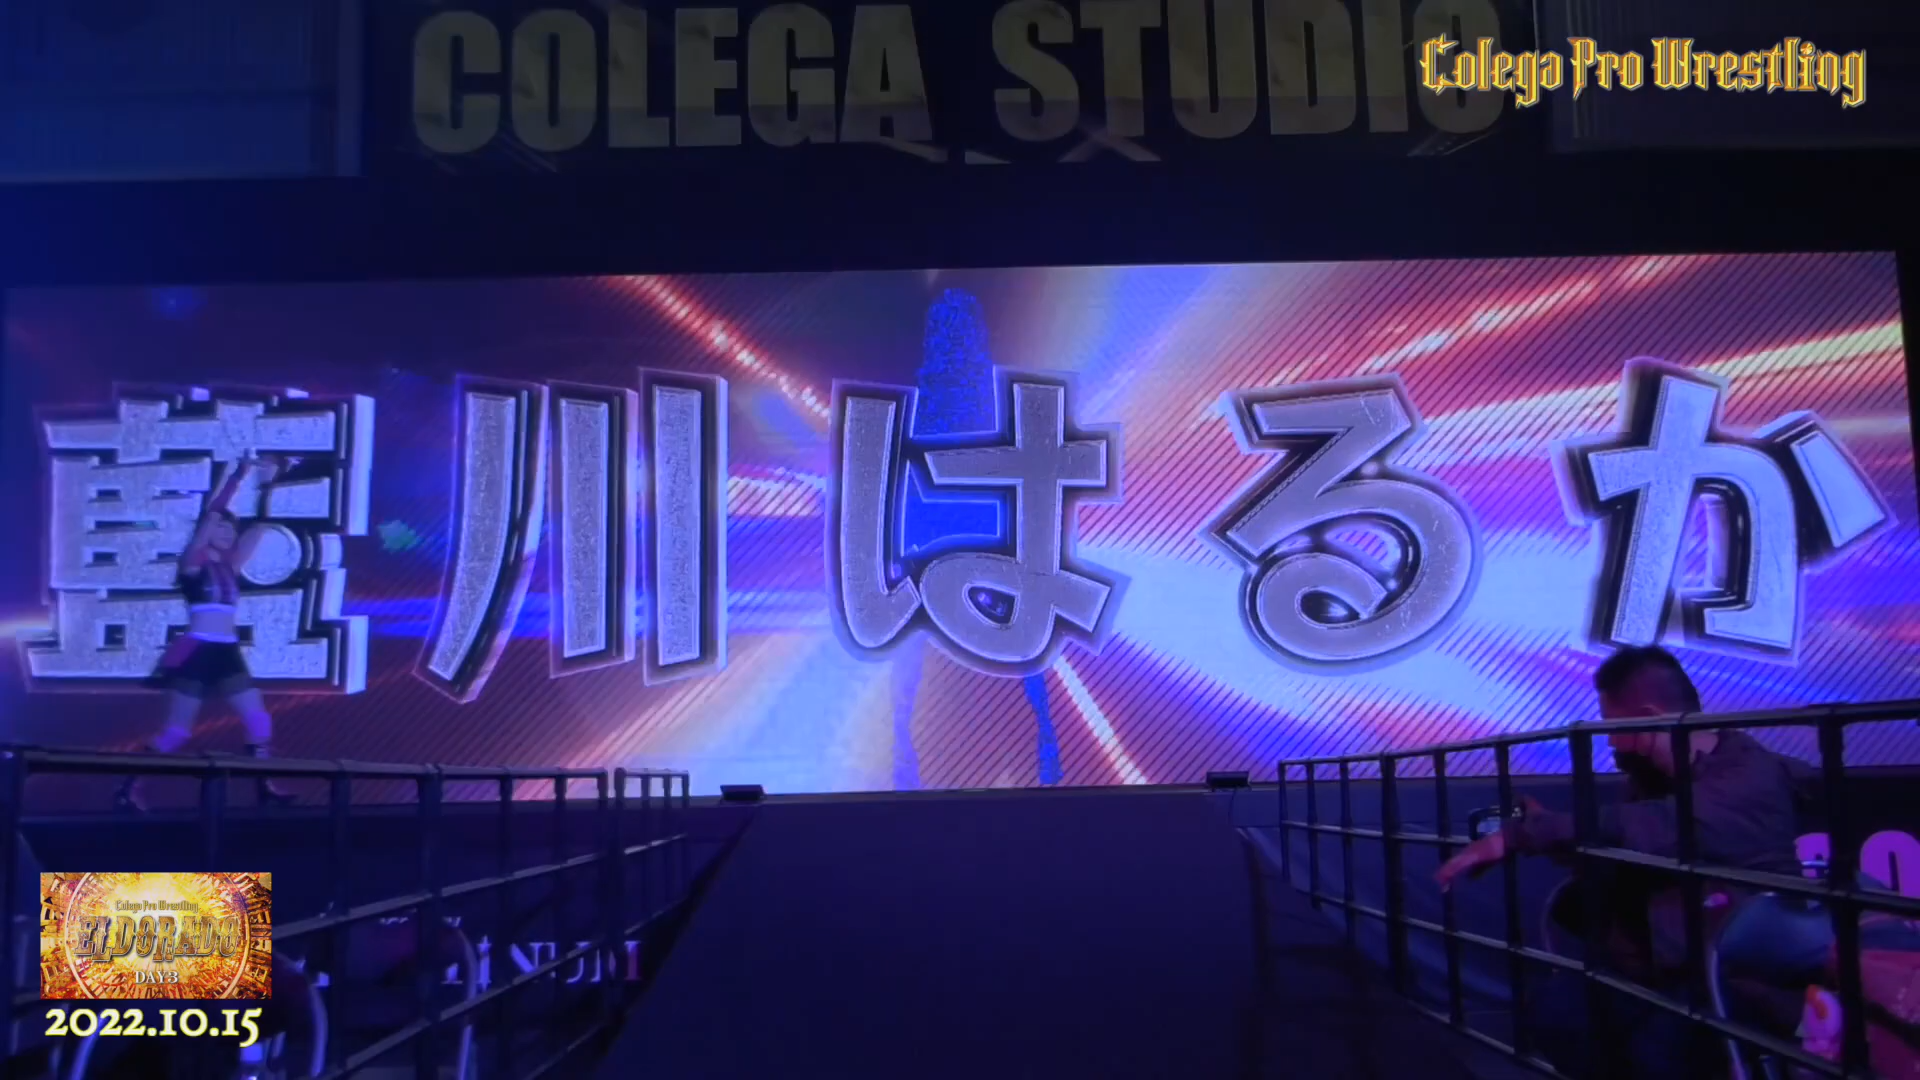 COLEGA STUDIO
Colega Pro Wrestling
藍川はるか
Colega Pro Wrestling
ELDORADO
DAY3
2022.10.15